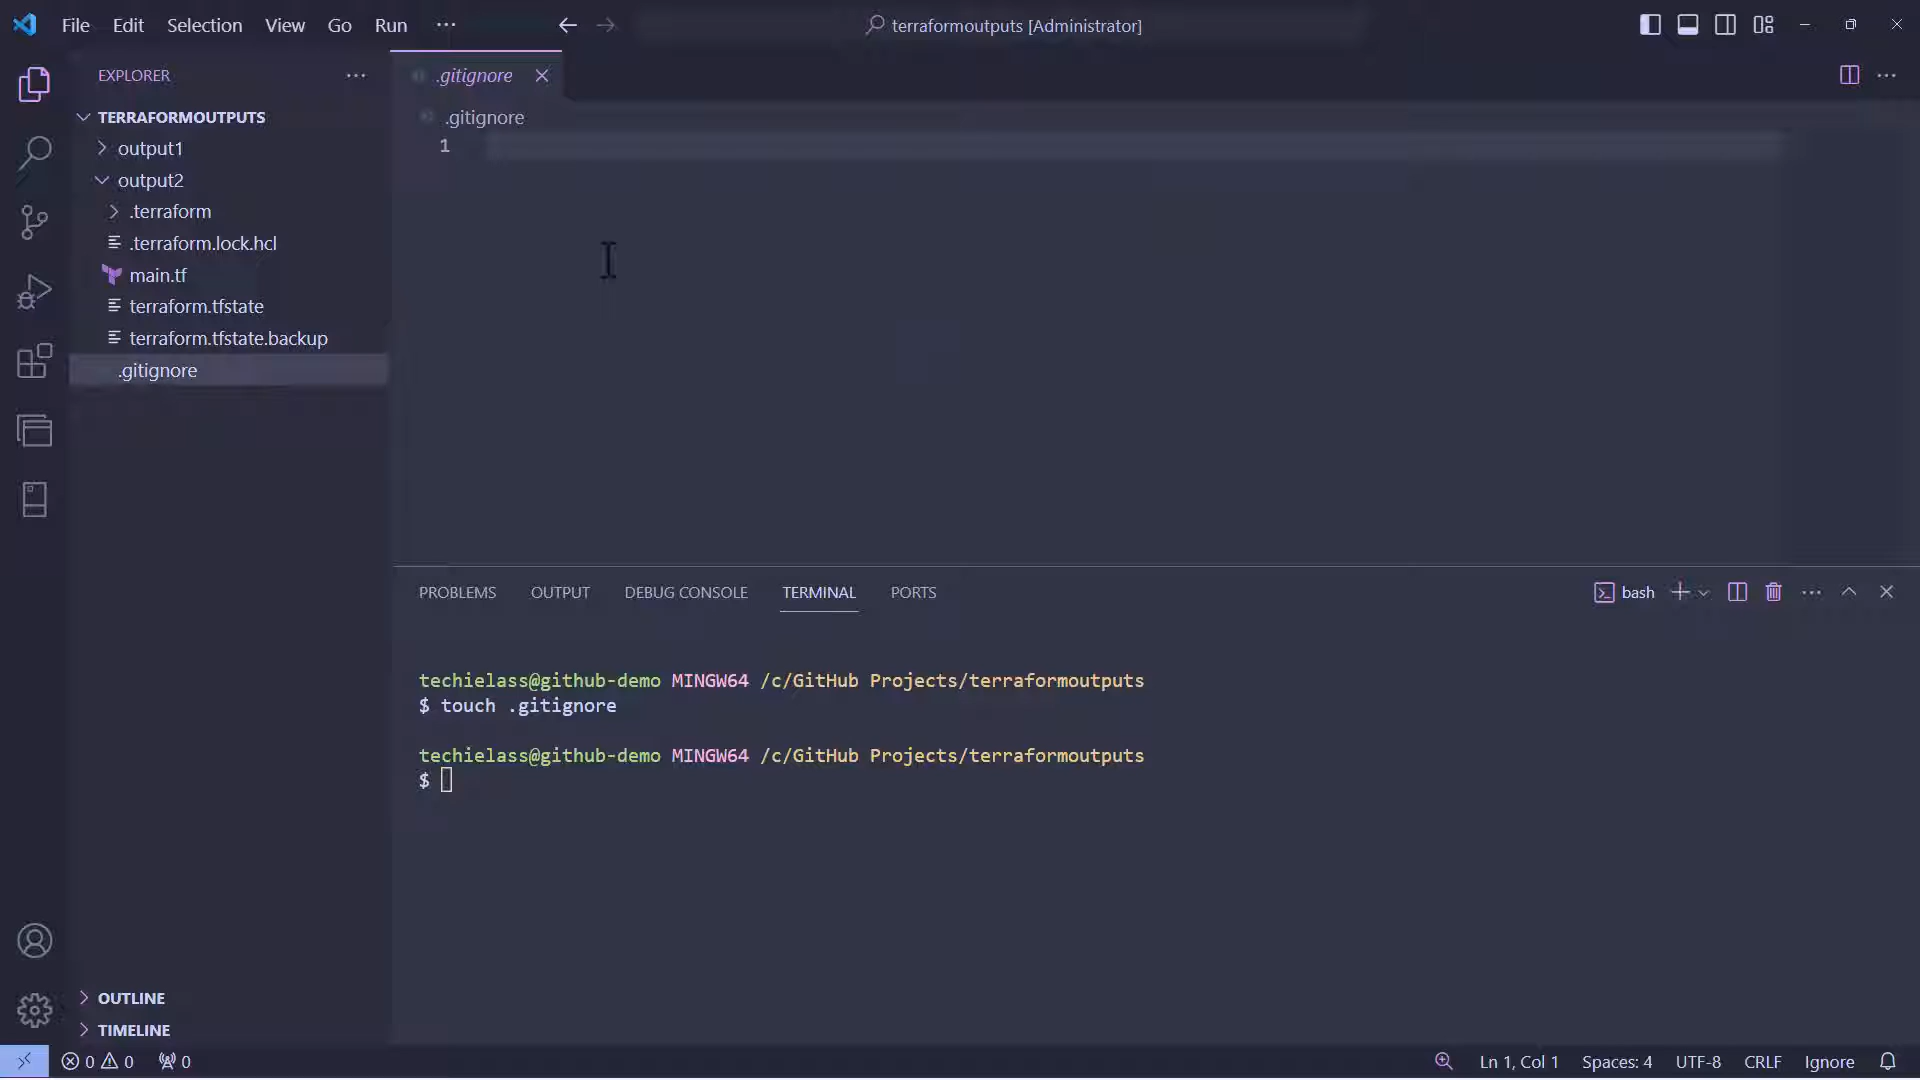 File Edit Selection View Go Run ···
terraformoutputs [Administrator]
EXPLORER ···
TERRAFORMOUTPUTS
output1
output2
.terraform
.terraform.lock.hcl
main.tf
terraform.tfstate
terraform.tfstate.backup
.gitignore
OUTLINE
TIMELINE
.gitignore
.gitignore
1
PROBLEMS OUTPUT DEBUG CONSOLE TERMINAL PORTS
bash
techielass@github-demo MINGW64 /c/GitHub Projects/terraformoutputs
$ touch .gitignore
techielass@github-demo MINGW64 /c/GitHub Projects/terraformoutputs
$
0 0 0
Ln 1, Col 1 Spaces: 4 UTF-8 CRLF Ignore